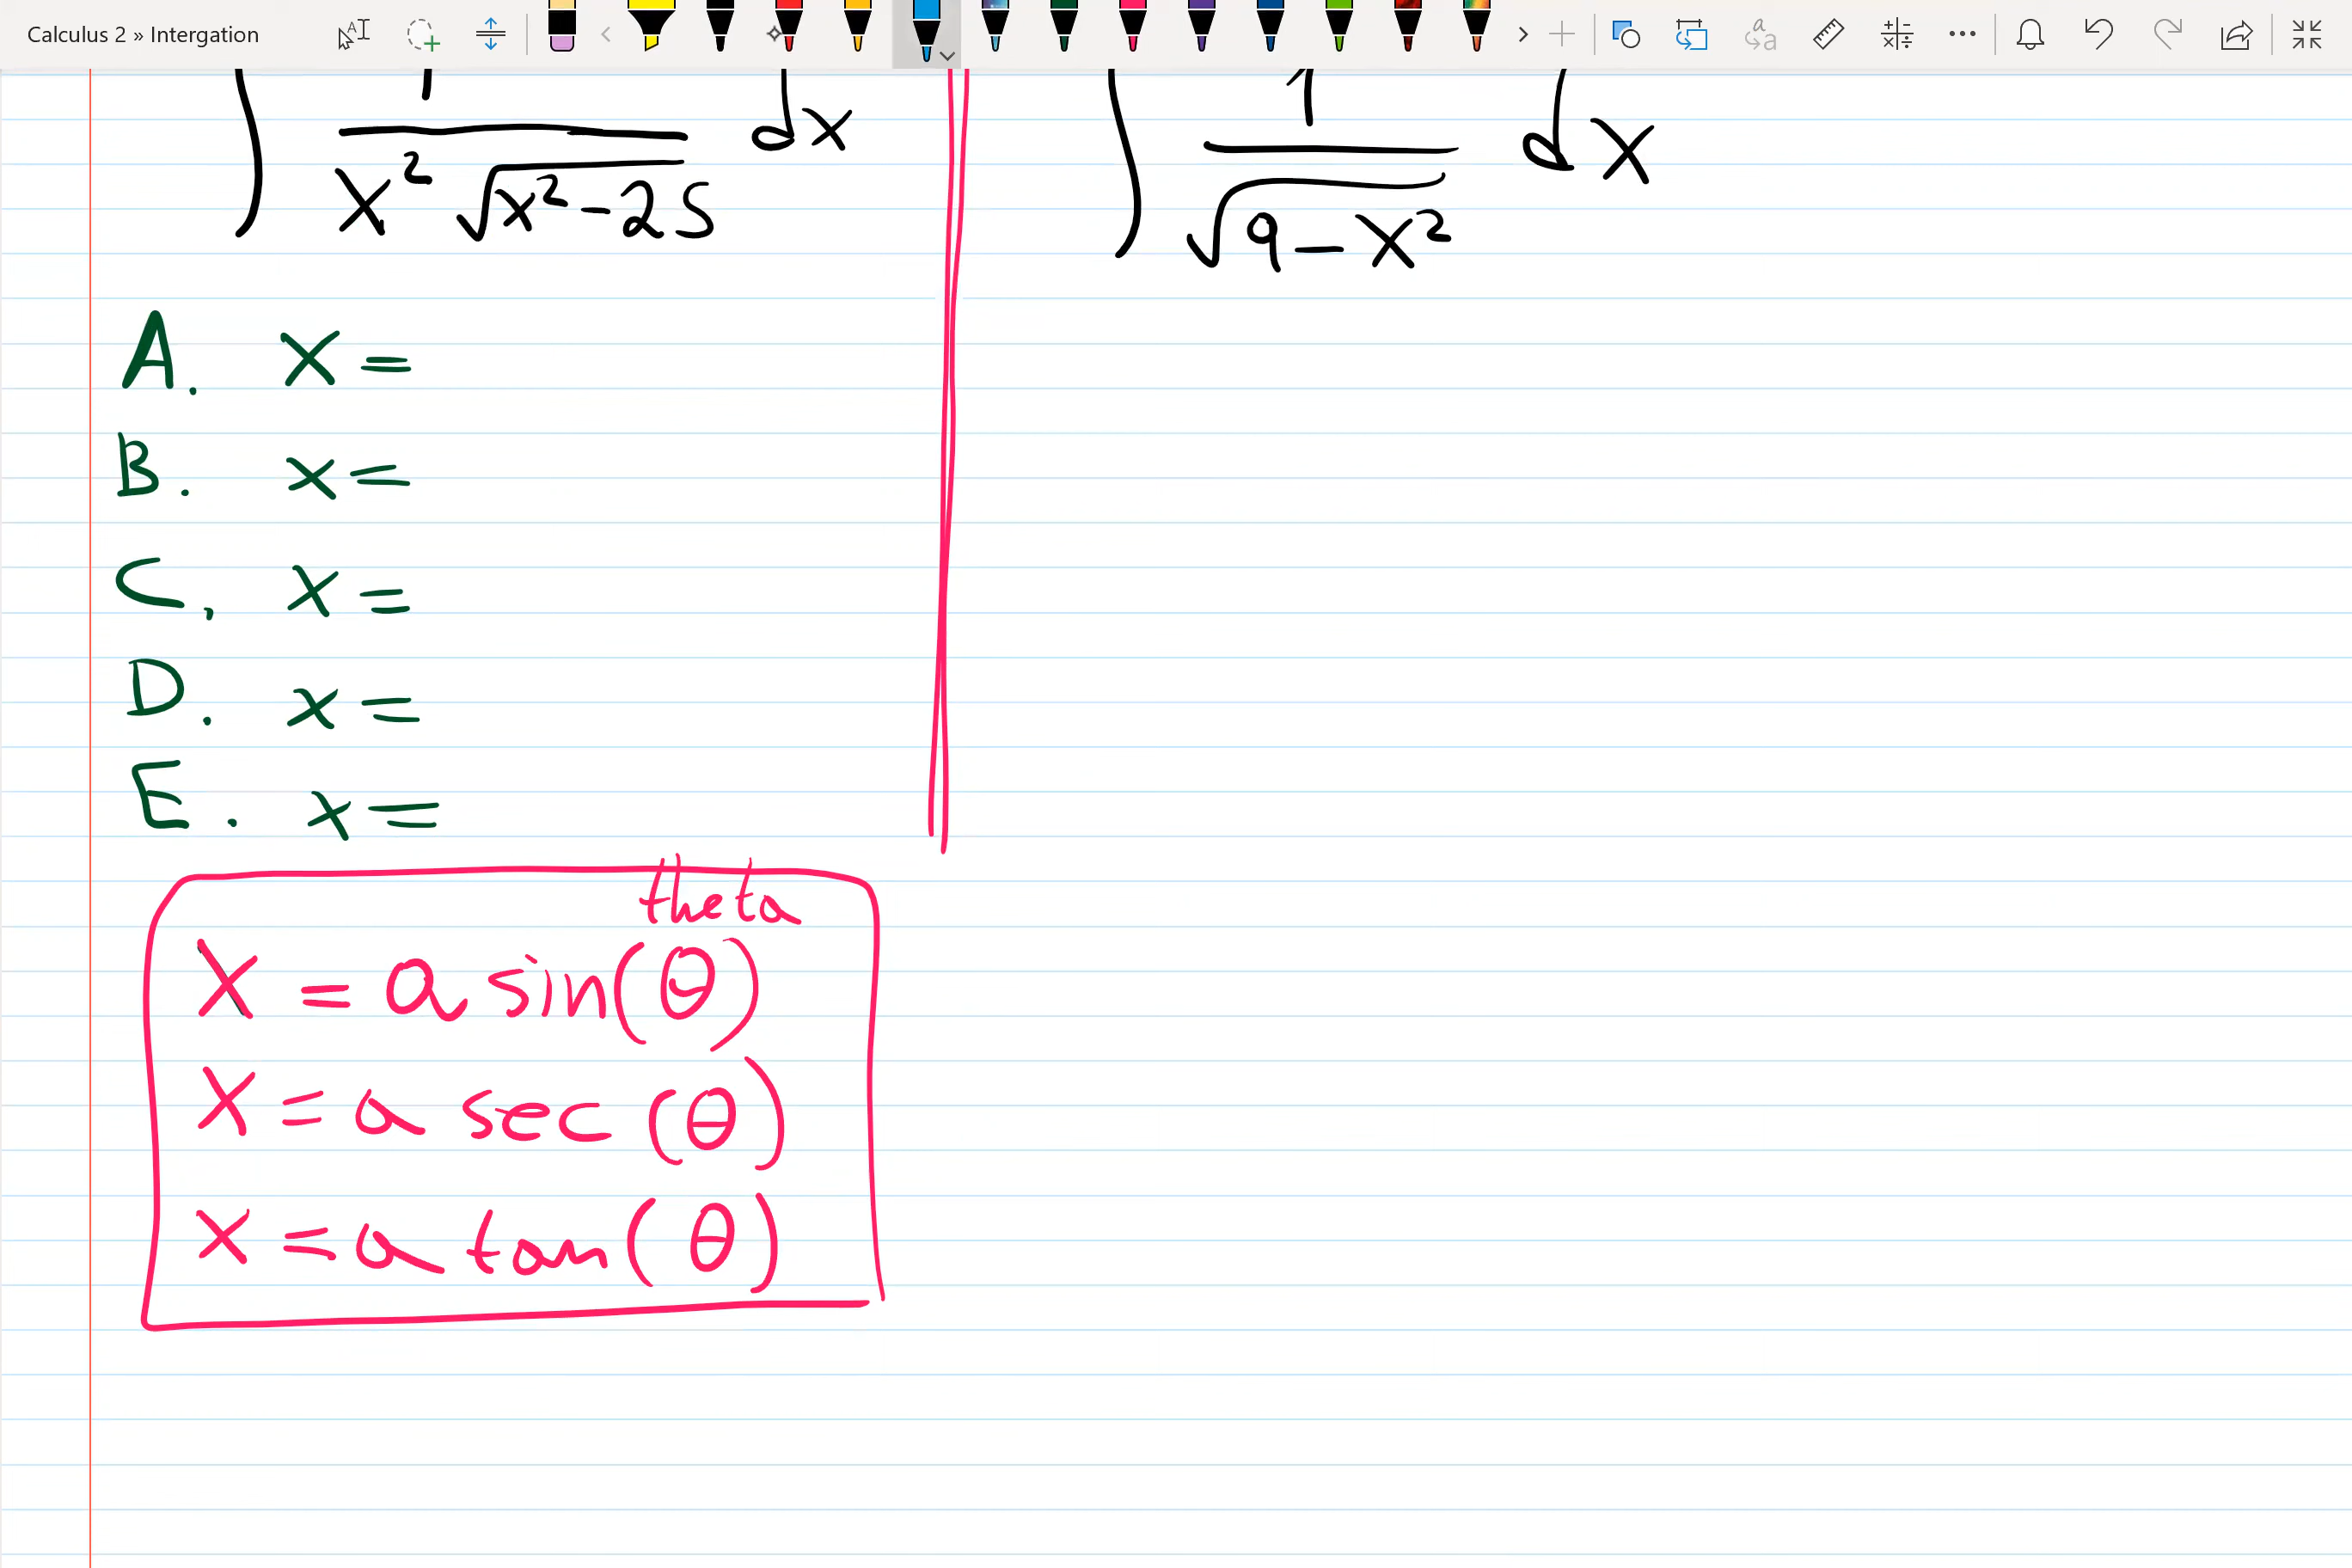 Calculus 2 » Intergation
∫ 1 / (x² √(x² - 25)) dx
∫ 1 / √(9 - x²) dx
A. x =
B. x =
C. x =
D. x =
E. x =
theta
x = a sin(θ)
x = a sec(θ)
x = a tan(θ)